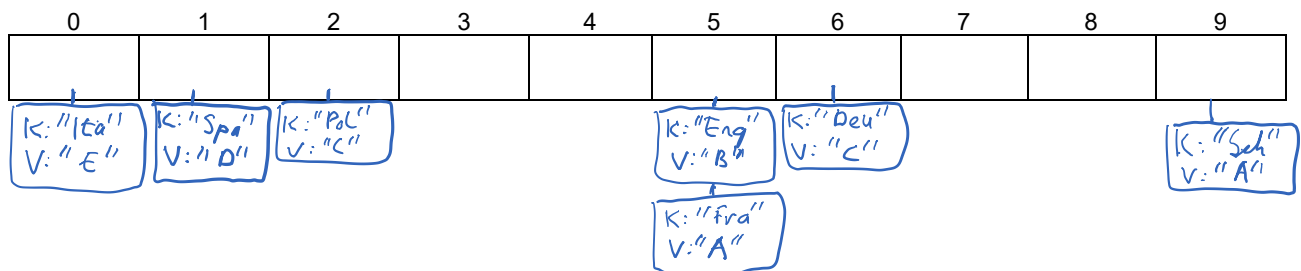 0 1 2 3 4 5 6 7 8 9
K: "Ita"
V: "E"
K: "Spa"
V: "D"
K: "Pol"
V: "C"
K: "Eng"
V: "B"
K: "Deu"
V: "C"
K: "Sch"
V: "A"
K: "Fra"
V: "A"